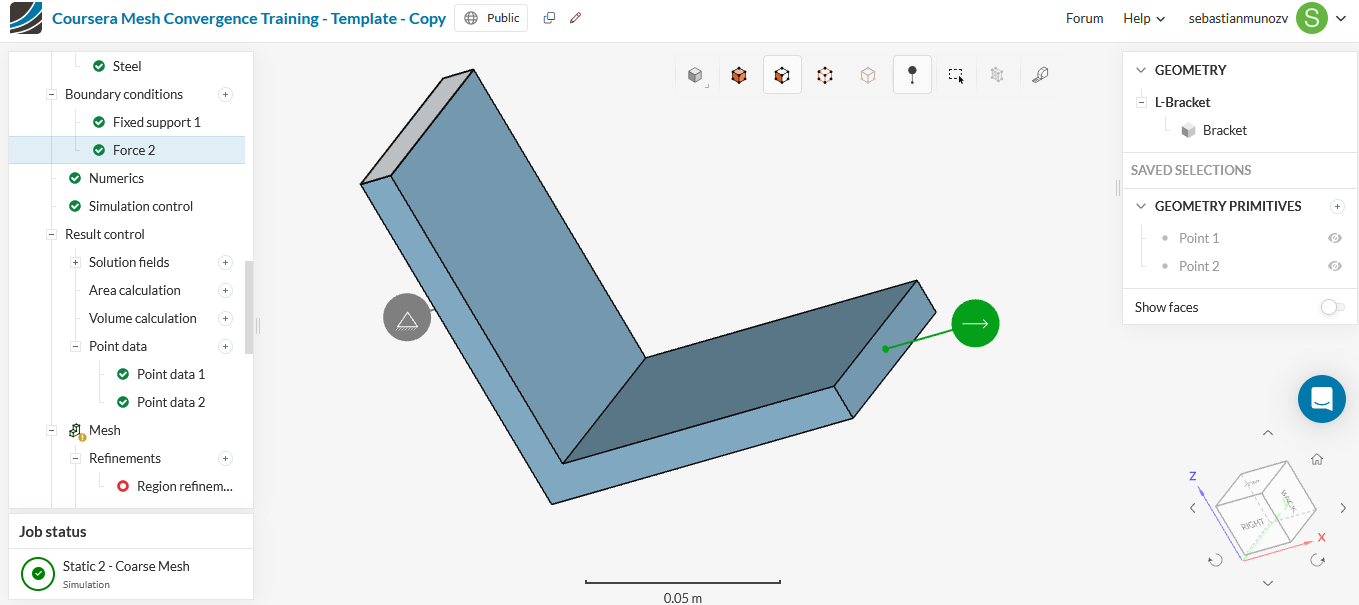 Coursera Mesh Convergence Training - Template - Copy
Public
Forum
Help
sebastianmunozv
S
Steel
Boundary conditions
Fixed support 1
Force 2
Numerics
Simulation control
Result control
Solution fields
Area calculation
Volume calculation
Point data
Point data 1
Point data 2
Mesh
Refinements
Region refinem...
Job status
Static 2 - Coarse Mesh
Simulation
0.05 m
GEOMETRY
L-Bracket
Bracket
SAVED SELECTIONS
GEOMETRY PRIMITIVES
Point 1
Point 2
Show faces
Z
RIGHT
X